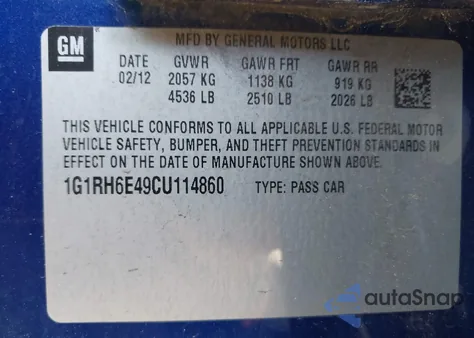 GM
MFD BY GENERAL MOTORS LLC
DATE GVWR GAWR FRT GAWR RR
02/12 2057 KG 1138 KG 919 KG
4536 LB 2510 LB 2026 LB
THIS VEHICLE CONFORMS TO ALL APPLICABLE U.S. FEDERAL MOTOR
VEHICLE SAFETY, BUMPER, AND THEFT PREVENTION STANDARDS IN
EFFECT ON THE DATE OF MANUFACTURE SHOWN ABOVE.
1G1RH6E49CU114860 TYPE: PASS CAR
autoSnap